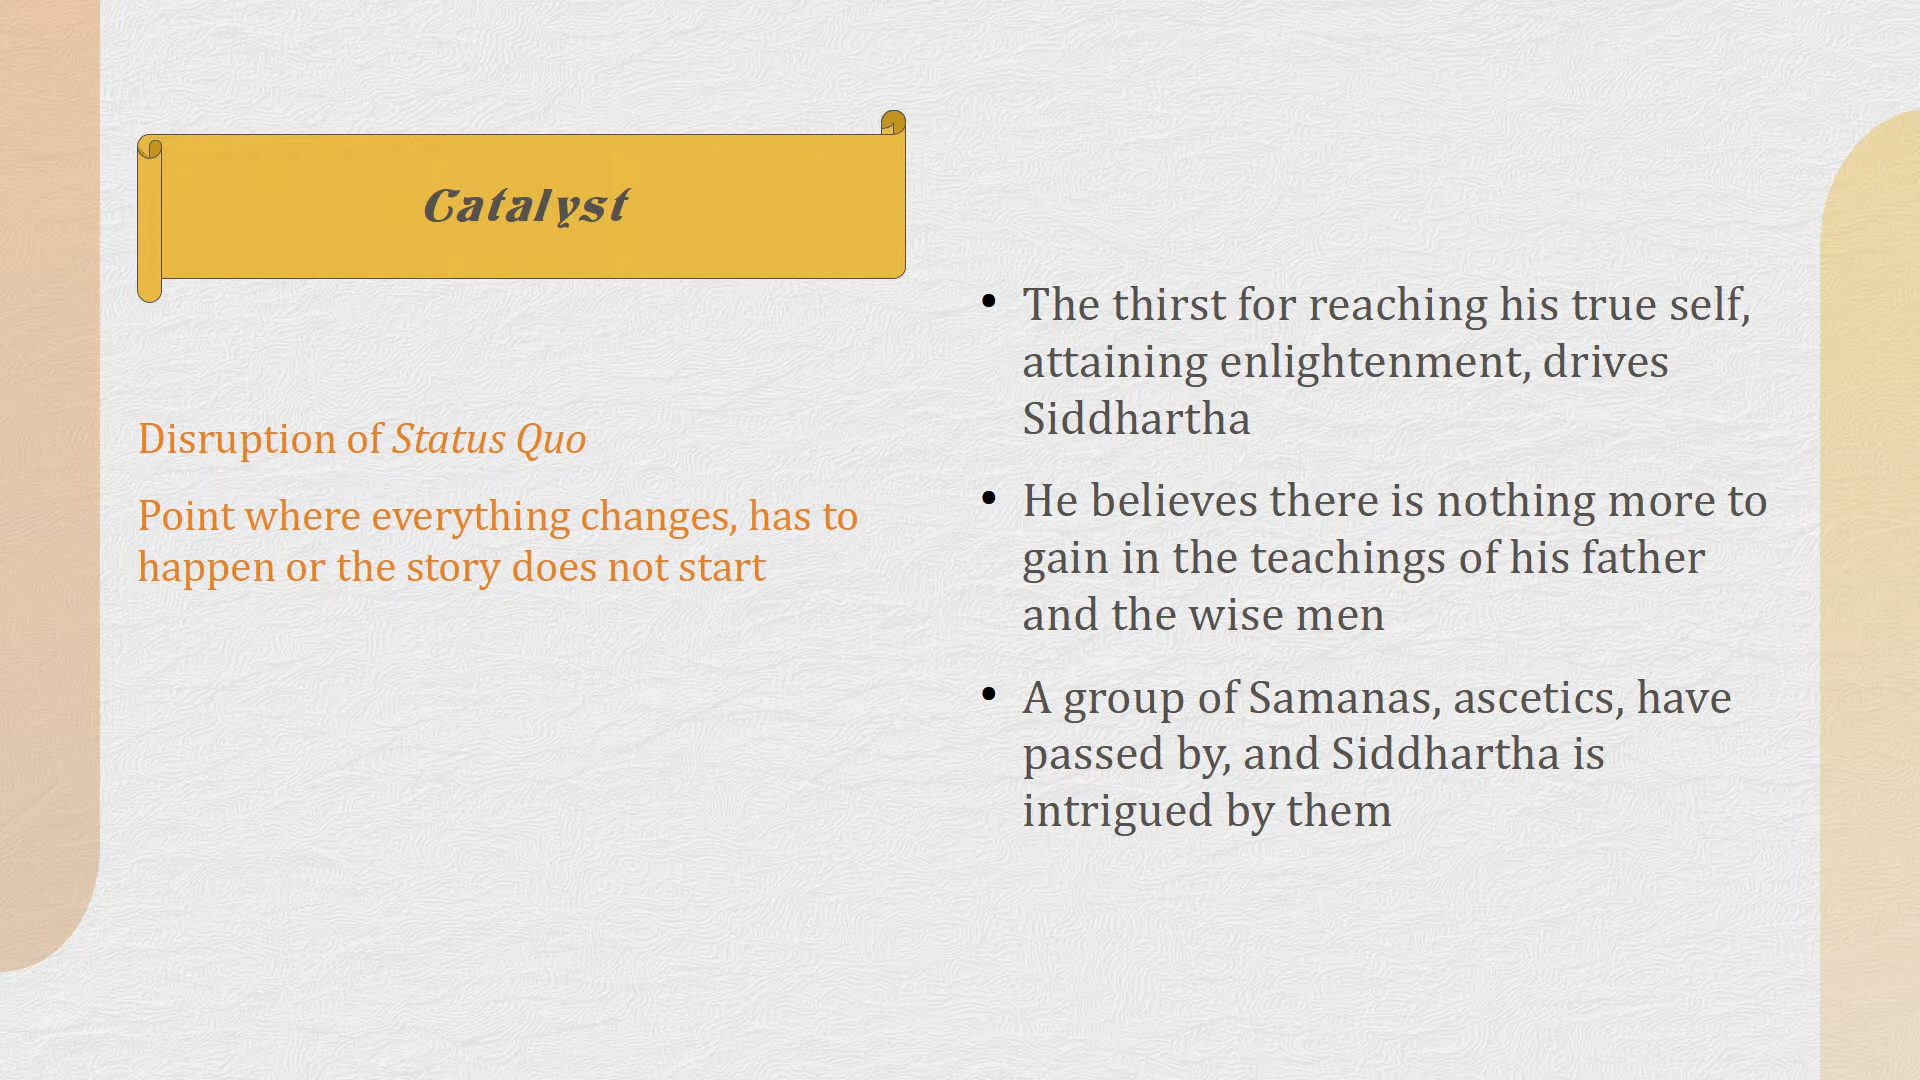 Catalyst
Disruption of Status Quo
Point where everything changes, has to
happen or the story does not start
• The thirst for reaching his true self,
attaining enlightenment, drives
Siddhartha
• He believes there is nothing more to
gain in the teachings of his father
and the wise men
• A group of Samanas, ascetics, have
passed by, and Siddhartha is
intrigued by them